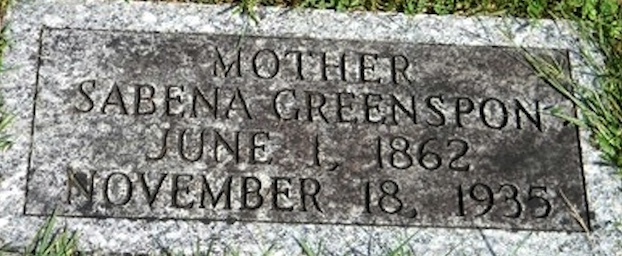 MOTHER
SABENA GREENSPON
JUNE 1, 1862
NOVEMBER 18, 1935